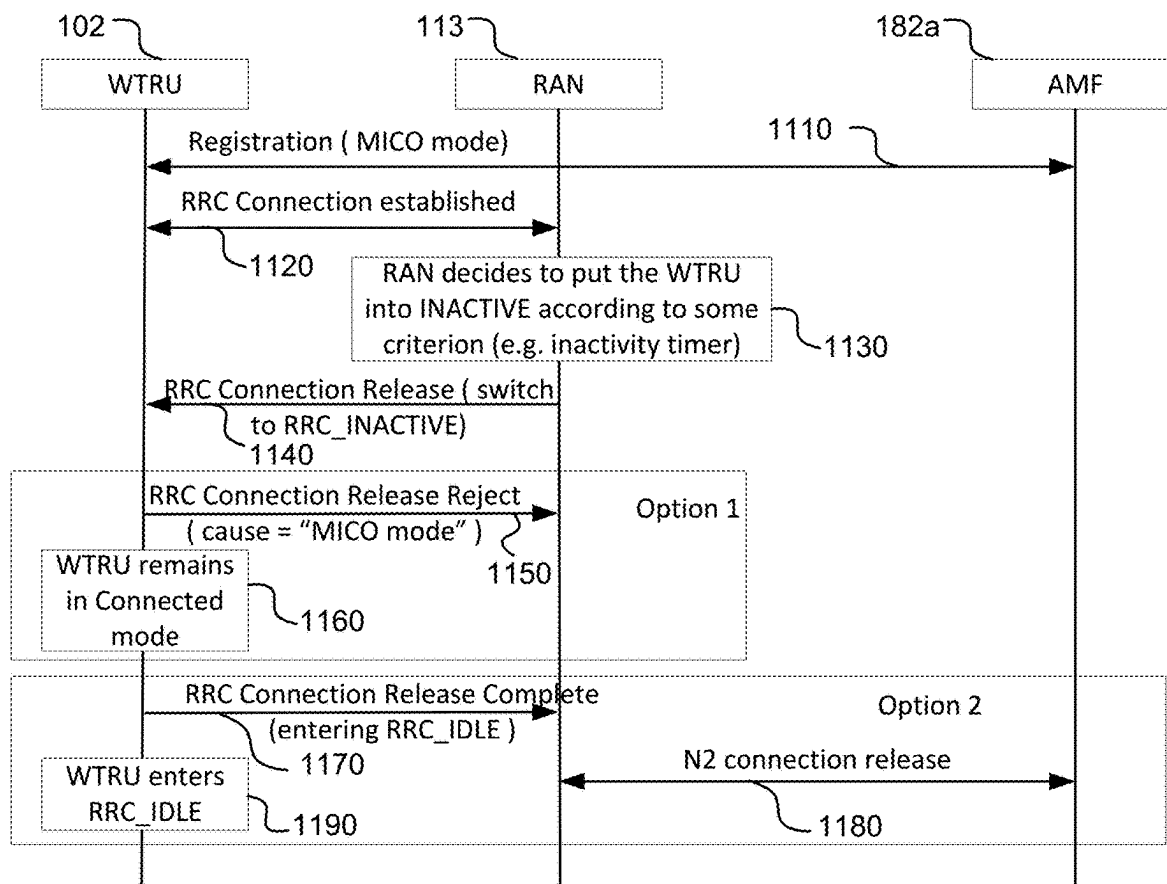 102
113
182a
WTRU
RAN
AMF
Registration ( MICO mode)
1110
RRC Connection established
1120
RAN decides to put the WTRU
into INACTIVE according to some
criterion (e.g. inactivity timer)
1130
RRC Connection Release ( switch
to RRC_INACTIVE)
1140
RRC Connection Release Reject
Option 1
( cause = “MICO mode” )
1150
WTRU remains
in Connected
mode
1160
RRC Connection Release Complete
Option 2
(entering RRC_IDLE )
1170
N2 connection release
WTRU enters
RRC_IDLE
1190
1180